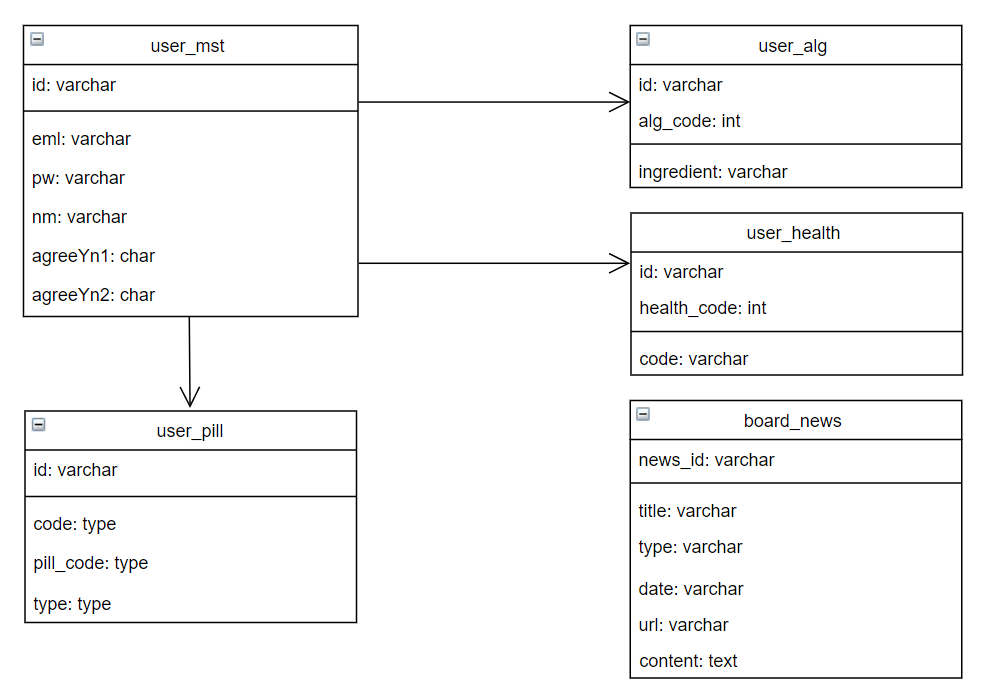 user_mst
id: varchar
eml: varchar
pw: varchar
nm: varchar
agreeYn1: char
agreeYn2: char
user_alg
id: varchar
alg_code: int
ingredient: varchar
user_health
id: varchar
health_code: int
code: varchar
user_pill
id: varchar
code: type
pill_code: type
type: type
board_news
news_id: varchar
title: varchar
type: varchar
date: varchar
url: varchar
content: text